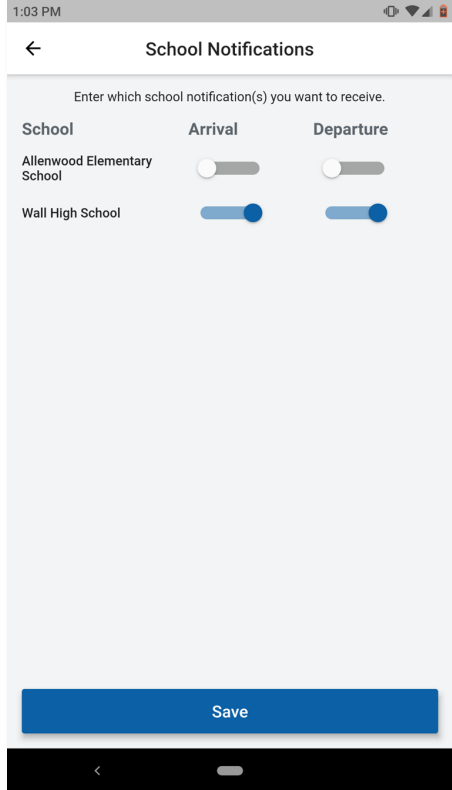 1:03 PM
School Notifications
Enter which school notification(s) you want to receive.
School Arrival Departure
Allenwood Elementary
School
Wall High School
Save